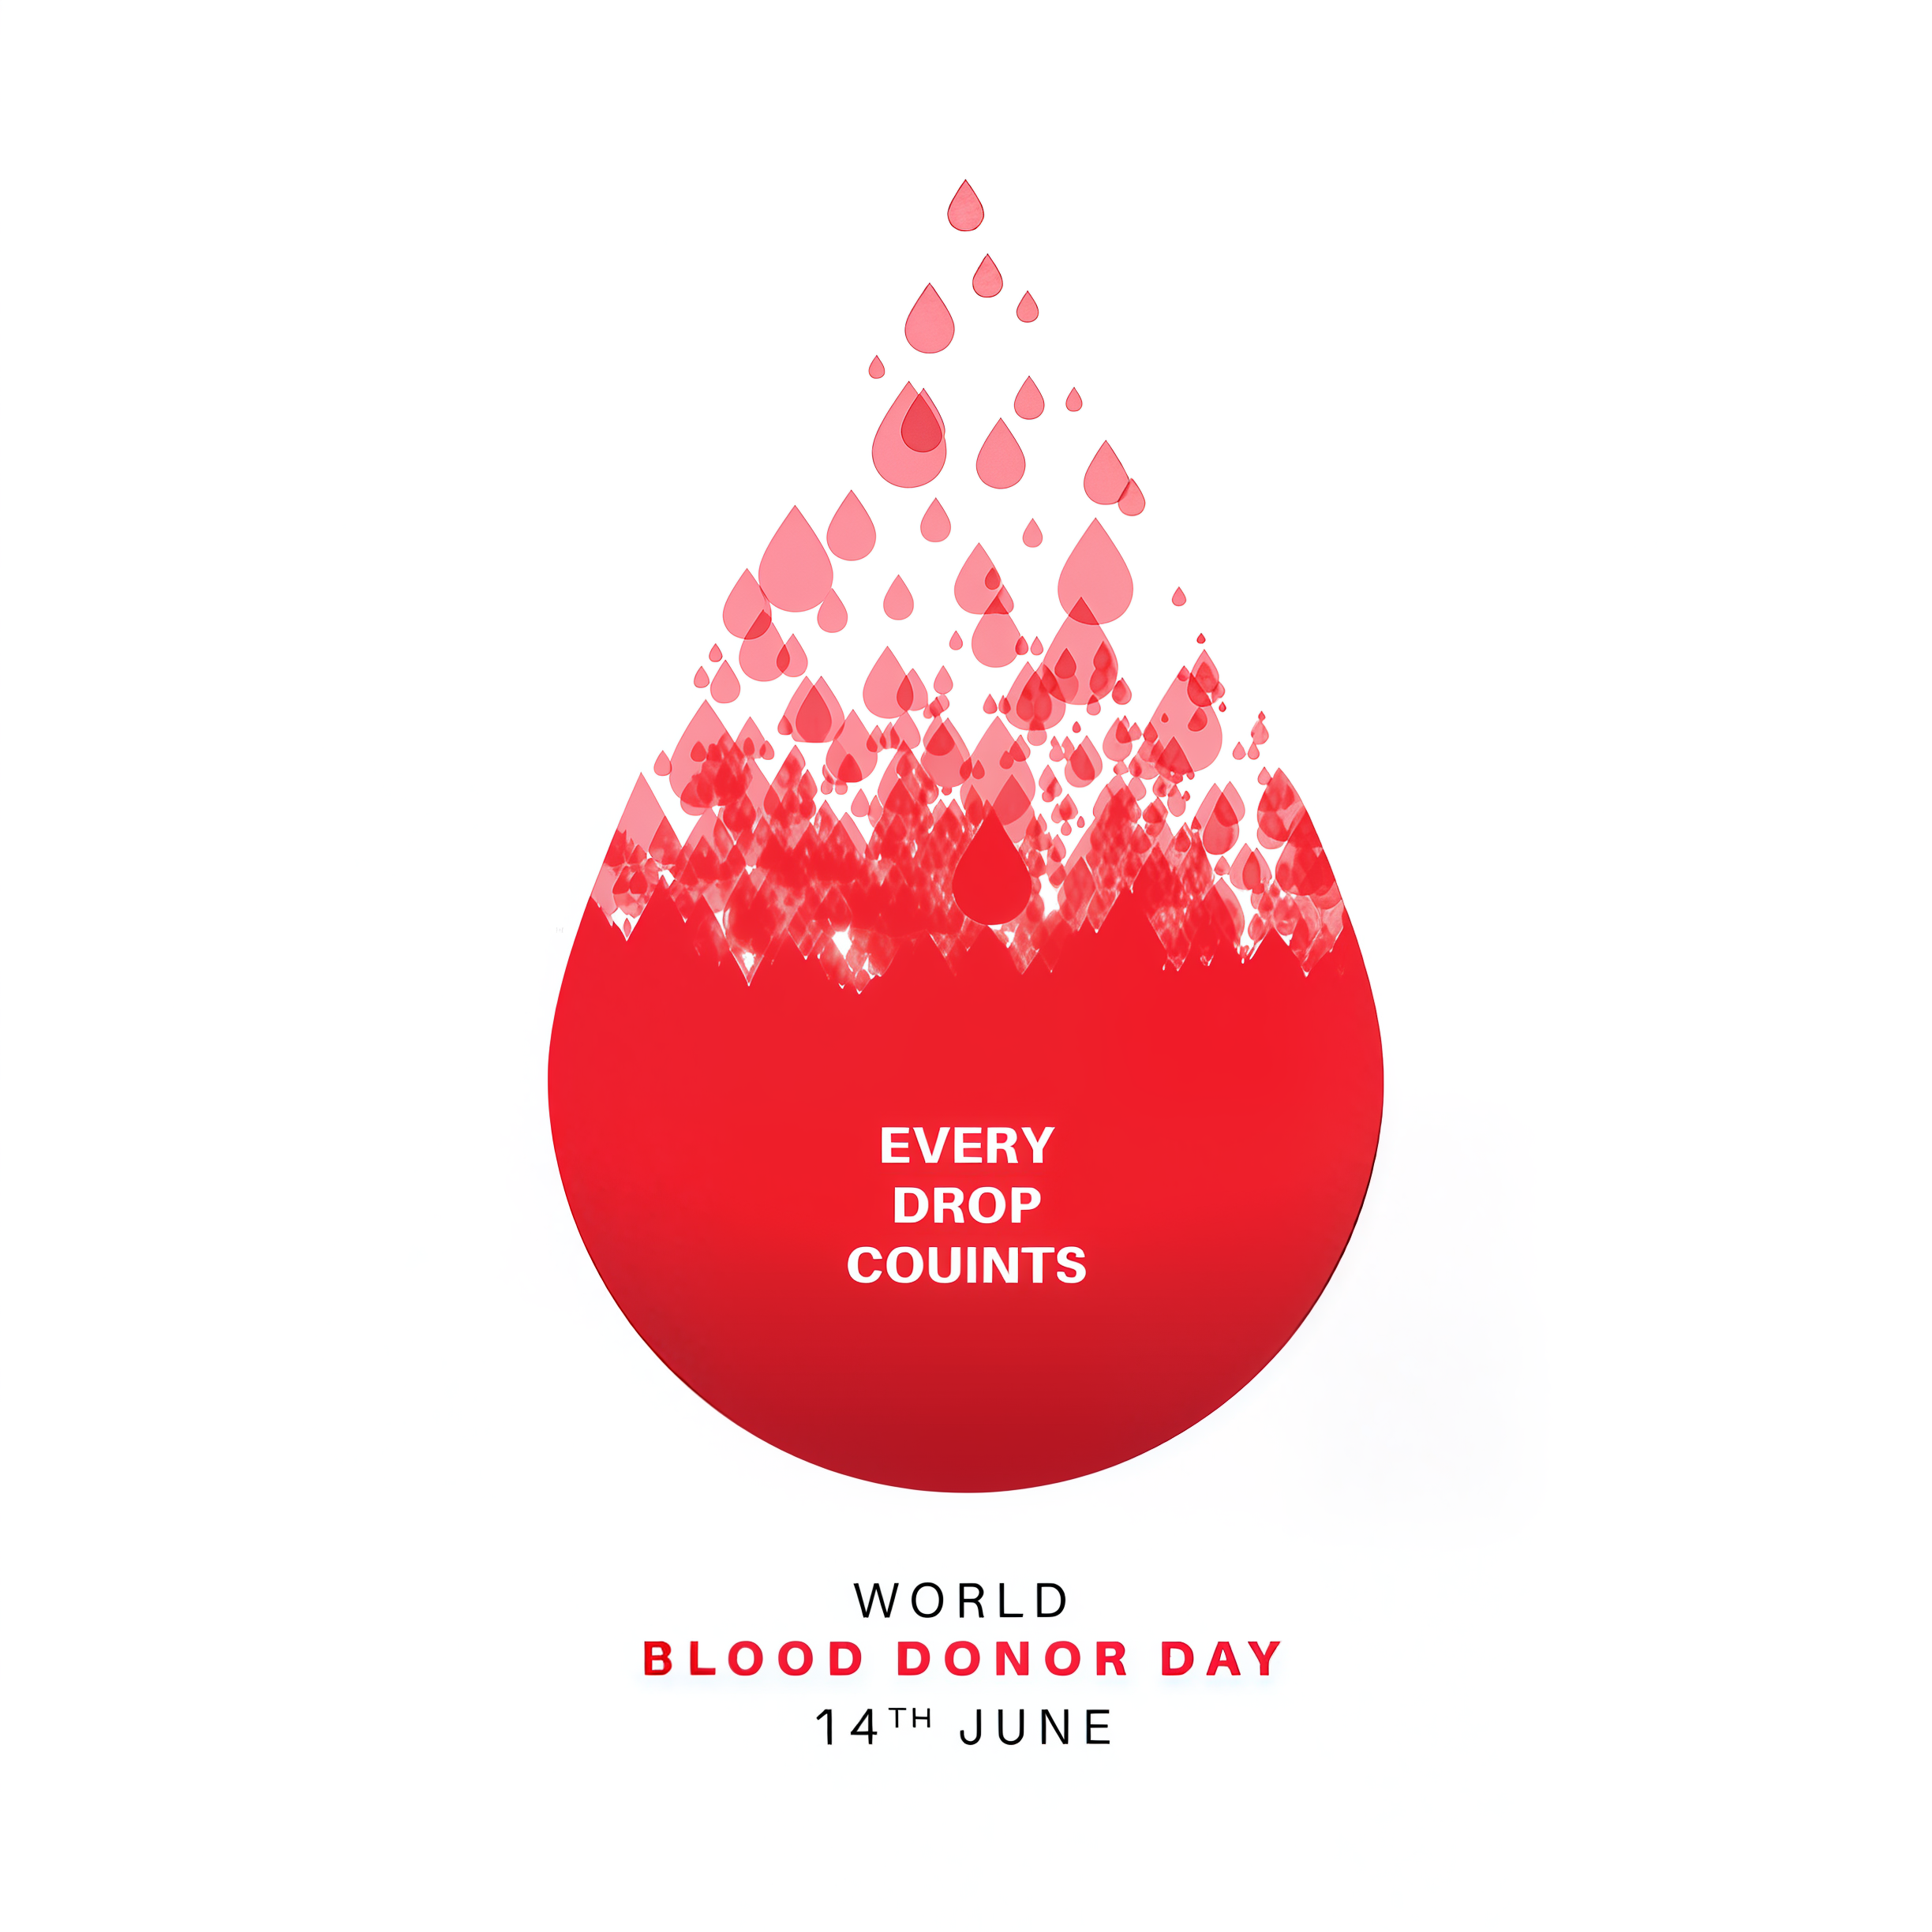 EVERY
DROP
COUINTS
WORLD
BLOOD DONOR DAY
14TH JUNE